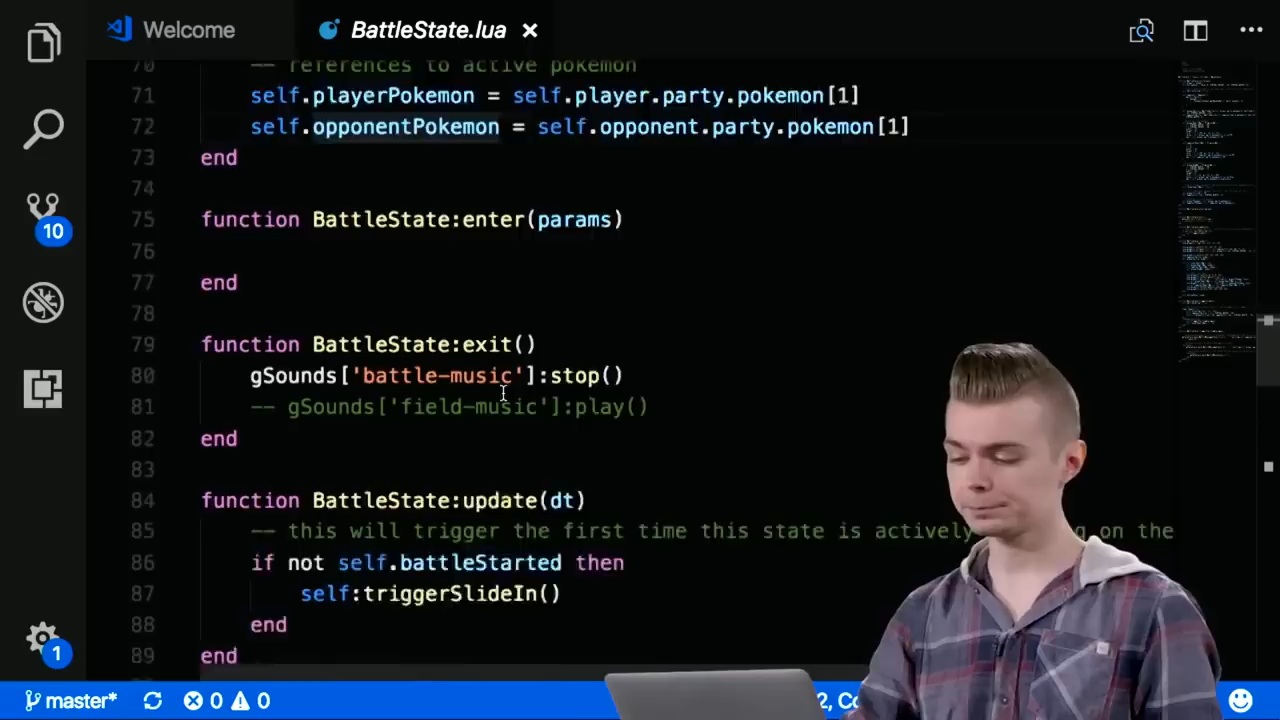 Welcome
BattleState.lua
70 -- references to active pokemon
71 self.playerPokemon = self.player.party.pokemon[1]
72 self.opponentPokemon = self.opponent.party.pokemon[1]
73 end
74
75 function BattleState:enter(params)
76
77 end
78
79 function BattleState:exit()
80 gSounds['battle-music']:stop()
81 -- gSounds['field-music']:play()
82 end
83
84 function BattleState:update(dt)
85 -- this will trigger the first time this state is actively on the
86 if not self.battleStarted then
87 self:triggerSlideIn()
88 end
89 end
10
1
master* 0 0